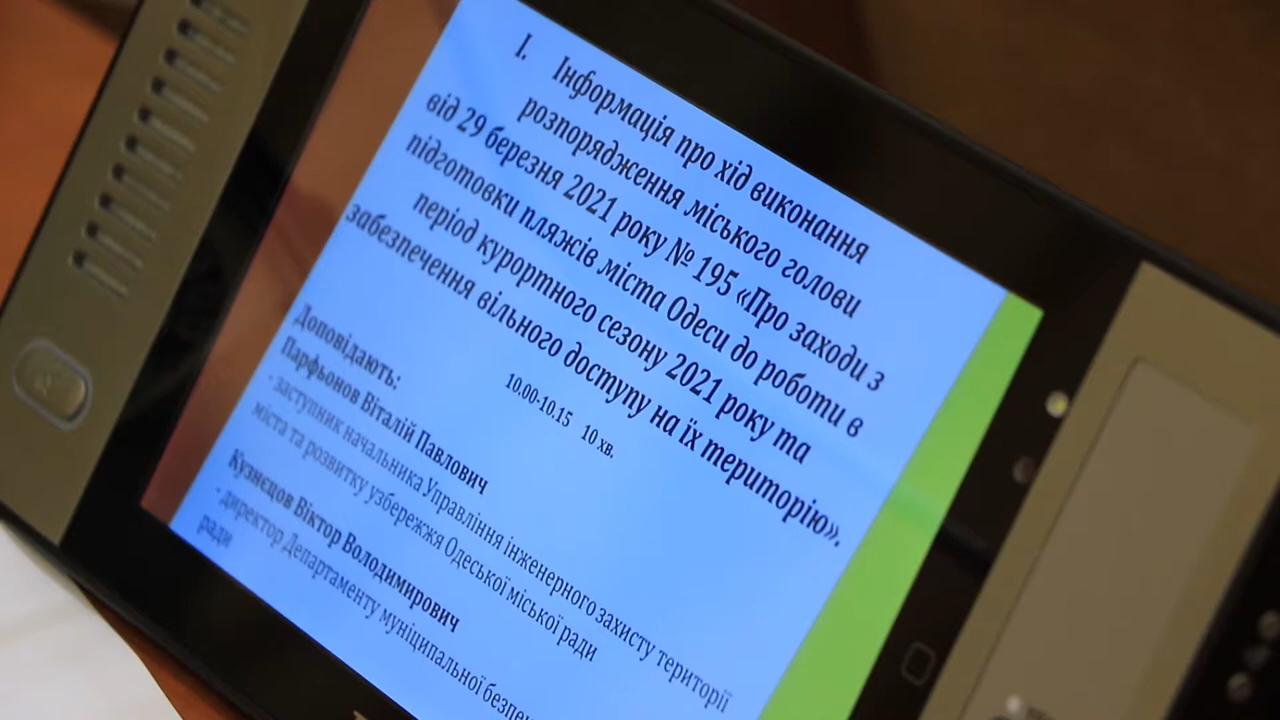 І. Інформація про хід виконання
розпорядження міського голови
від 29 березня 2021 року № 195 «Про заходи з
підготовки пляжів міста Одеси до роботи в
період курортного сезону 2021 року та
забезпечення вільного доступу на їх територію».
10.00-10.15 10 хв.
Доповідають:
Парфьонов Віталій Павлович
- заступник начальника Управління інженерного захисту території
міста та розвитку узбережжя Одеської міської ради
Кузнєцов Віктор Володимирович
- директор Департаменту муніципальної
ради